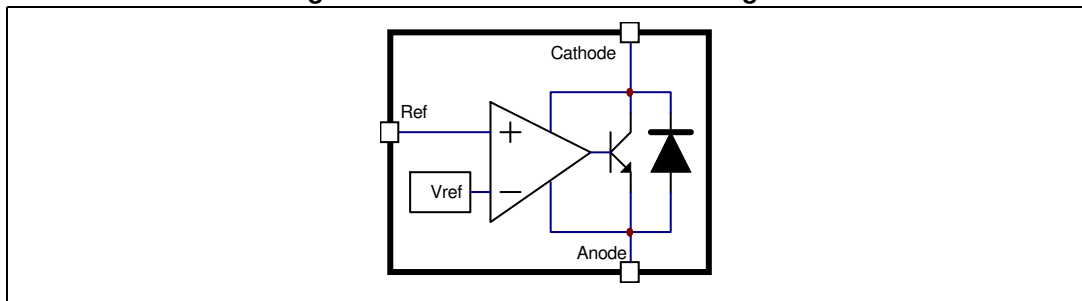 Cathode
Ref
+
Vref
−
Anode